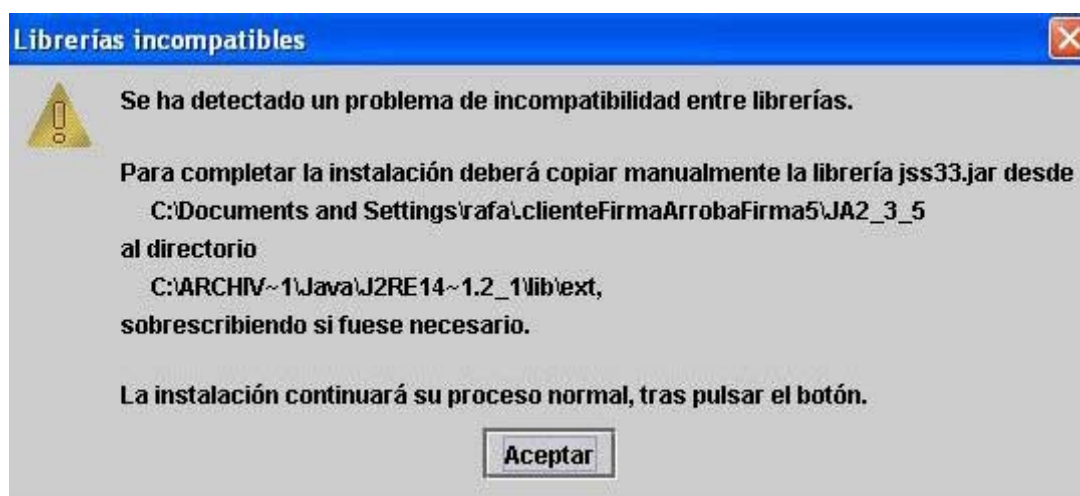 Librerías incompatibles
Se ha detectado un problema de incompatibilidad entre librerías.
Para completar la instalación deberá copiar manualmente la librería jss33.jar desde
C:\Documents and Settings\rafa\.clienteFirmaArrobaFirma5\JA2_3_5
al directorio
C:\ARCHIV~1\Java\J2RE14~1.2_1\lib\ext,
sobrescribiendo si fuese necesario.
La instalación continuará su proceso normal, tras pulsar el botón.
Aceptar